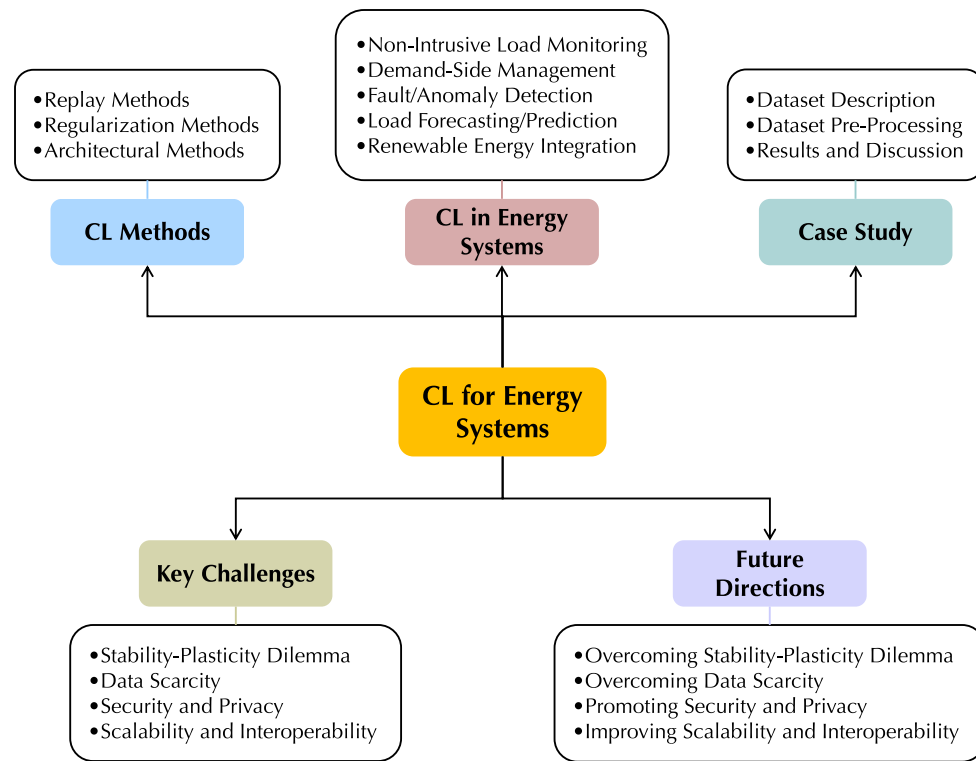 •Replay Methods
•Regularization Methods
•Architectural Methods
CL Methods
•Non-Intrusive Load Monitoring
•Demand-Side Management
•Fault/Anomaly Detection
•Load Forecasting/Prediction
•Renewable Energy Integration
CL in Energy
Systems
•Dataset Description
•Dataset Pre-Processing
•Results and Discussion
Case Study
CL for Energy
Systems
Key Challenges
•Stability-Plasticity Dilemma
•Data Scarcity
•Security and Privacy
•Scalability and Interoperability
Future
Directions
•Overcoming Stability-Plasticity Dilemma
•Overcoming Data Scarcity
•Promoting Security and Privacy
•Improving Scalability and Interoperability